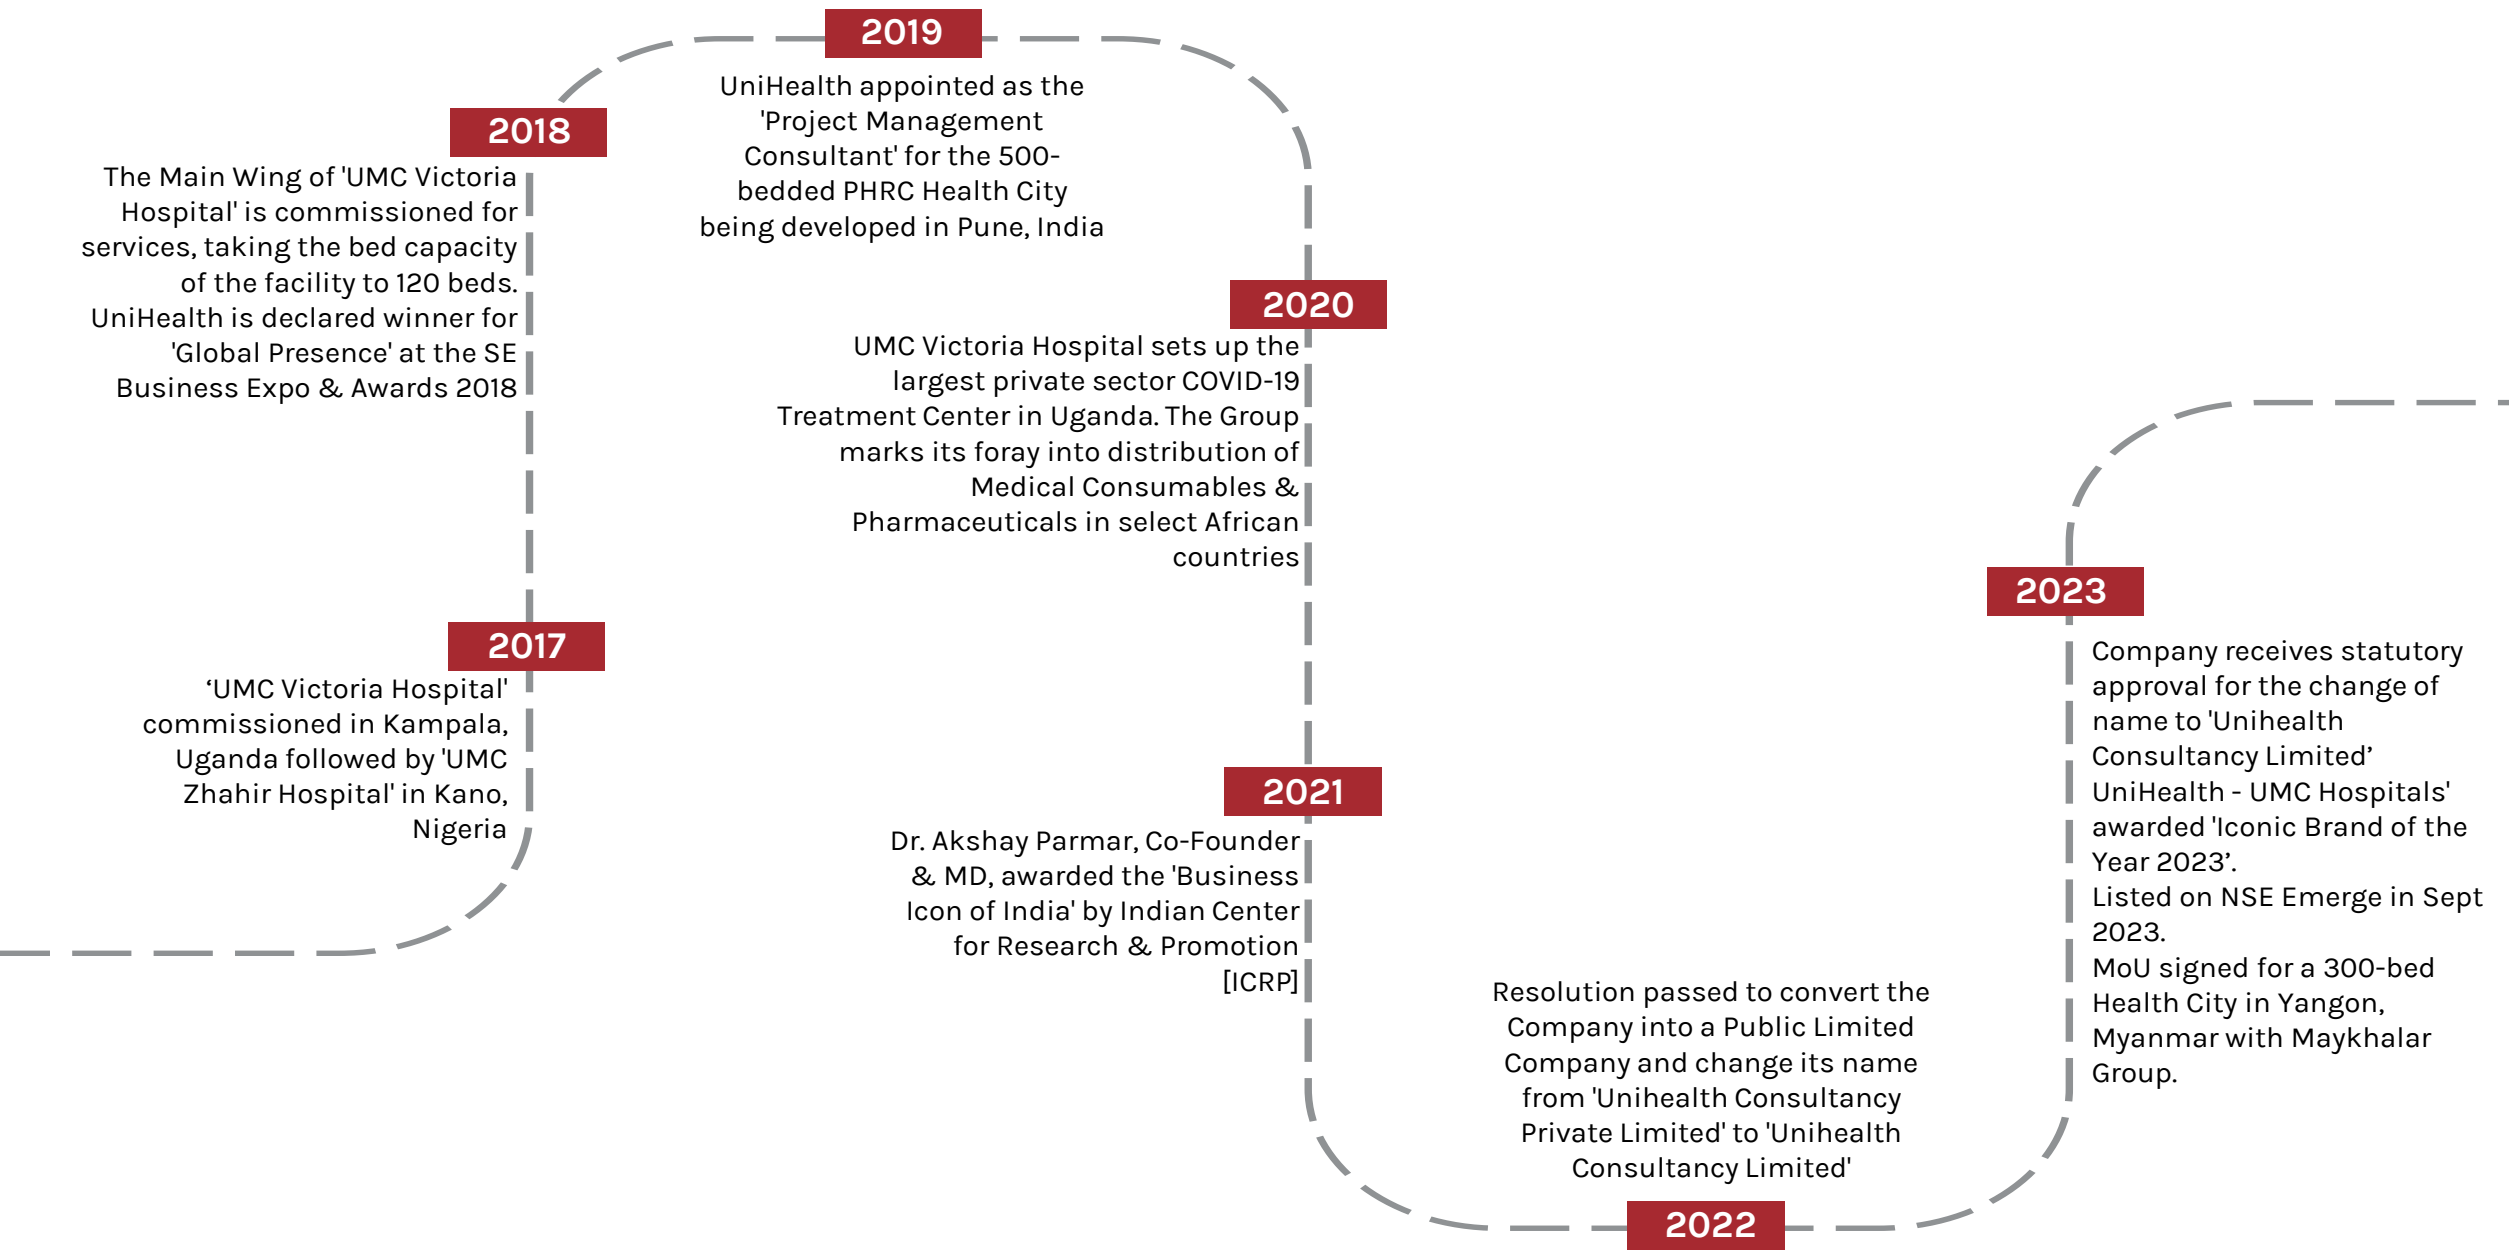 2017
‘UMC Victoria Hospital'
commissioned in Kampala,
Uganda followed by 'UMC
Zhahir Hospital' in Kano,
Nigeria
2018
The Main Wing of 'UMC Victoria
Hospital' is commissioned for
services, taking the bed capacity
of the facility to 120 beds.
UniHealth is declared winner for
'Global Presence' at the SE
Business Expo & Awards 2018
2019
UniHealth appointed as the
'Project Management
Consultant' for the 500-
bedded PHRC Health City
being developed in Pune, India
2020
UMC Victoria Hospital sets up the
largest private sector COVID-19
Treatment Center in Uganda. The Group
marks its foray into distribution of
Medical Consumables &
Pharmaceuticals in select African
countries
2021
Dr. Akshay Parmar, Co-Founder
& MD, awarded the 'Business
Icon of India' by Indian Center
for Research & Promotion
[ICRP]
Resolution passed to convert the
Company into a Public Limited
Company and change its name
from 'Unihealth Consultancy
Private Limited' to 'Unihealth
Consultancy Limited'
2022
2023
Company receives statutory
approval for the change of
name to 'Unihealth
Consultancy Limited’
UniHealth - UMC Hospitals'
awarded 'Iconic Brand of the
Year 2023’.
Listed on NSE Emerge in Sept
2023.
MoU signed for a 300-bed
Health City in Yangon,
Myanmar with Maykhalar
Group.